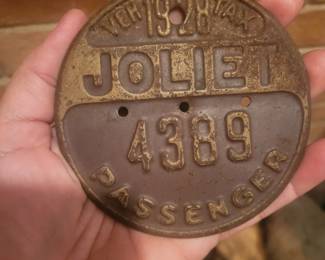 VEH 1928 TAX
JOLIET
4389
PASSENGER